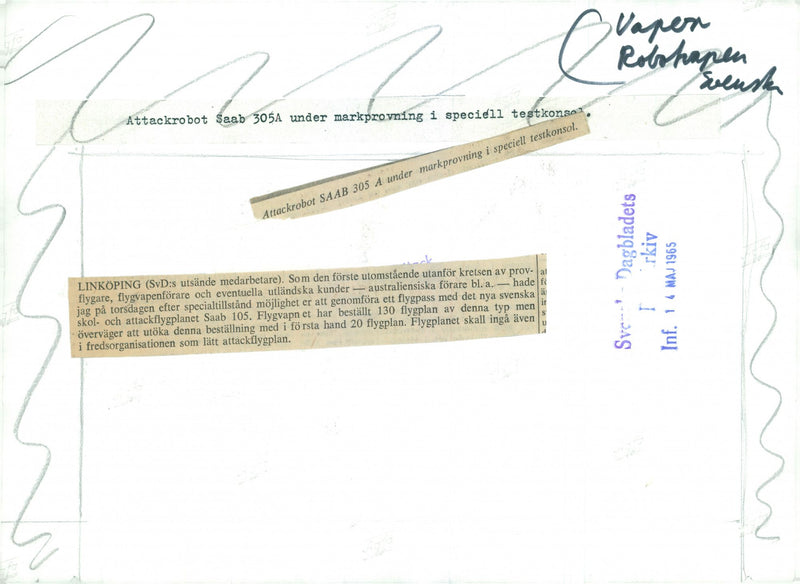 Vapen
Robotvapen
Svensk
Attackrobot Saab 305A under markprovning i speciell testkonsol.
Attackrobot SAAB 305 A under markprovning i speciell testkonsol.
LINKÖPING (SvD:s utsände medarbetare). Som den förste utomstående utanför kretsen av prov-
flygare, flygvapenförare och eventuella utländska kunder — australiensiska förare bl. a. — hade
jag på torsdagen efter specialtillstånd möjlighet er att genomföra ett flygpass med det nya svenska
skol- och attackflygplanet Saab 105. Flygvapnet har beställt 130 flygplan av denna typ men
överväger att utöka denna beställning med i första hand 20 flygplan. Flygplanet skall ingå även
i fredsorganisationen som lätt attackflygplan.
Dagbladets
Inf. 14 MAJ 1965